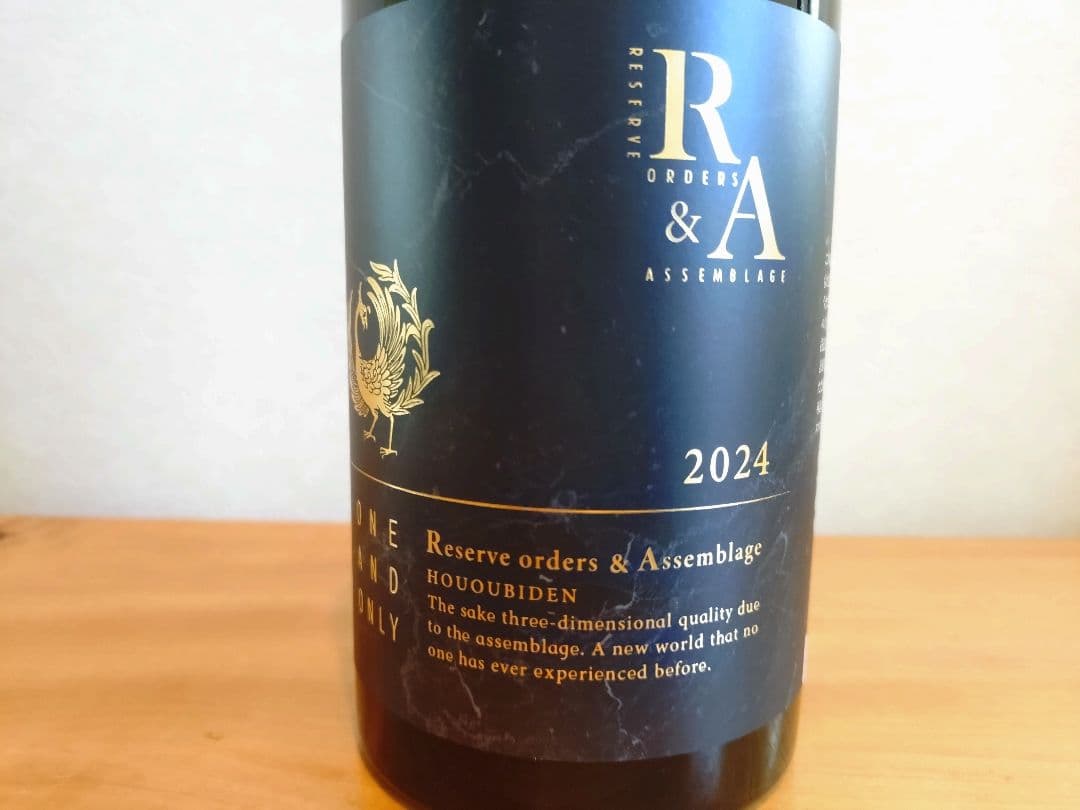 RESERVE
R
ORDERS
& A
ASSEMBLAGE
2024
ONE
AND
ONLY
Reserve orders & Assemblage
HOUOUBIDEN
The sake three-dimensional quality due
to the assemblage. A new world that no
one has ever experienced before.